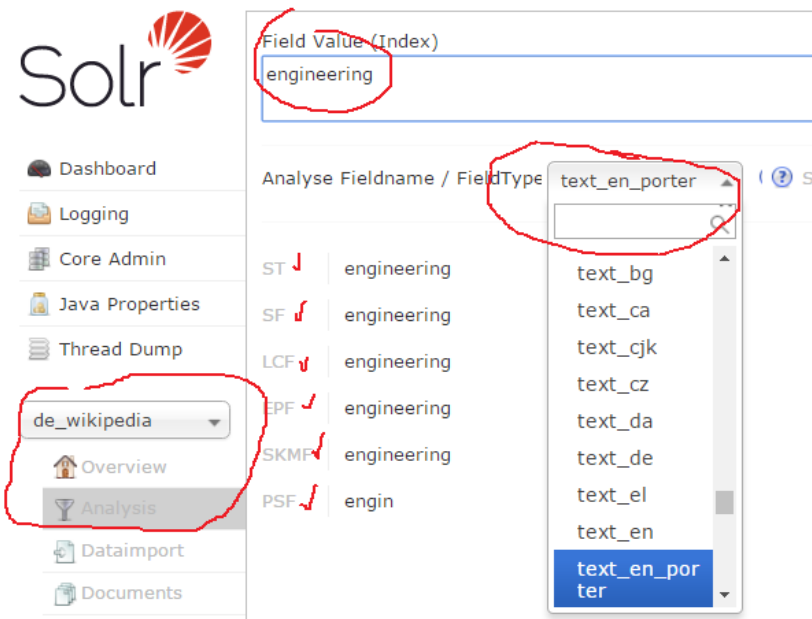 Solr
Dashboard
Logging
Core Admin
Java Properties
Thread Dump
de_wikipedia
Overview
Analysis
Dataimport
Documents
Field Value (Index)
engineering
Analyse Fieldname / FieldType text_en_porter ( ? S
ST engineering
SF engineering
LCF engineering
EPF engineering
SKMF engineering
PSF engin
text_bg
text_ca
text_cjk
text_cz
text_da
text_de
text_el
text_en
text_en_por
ter